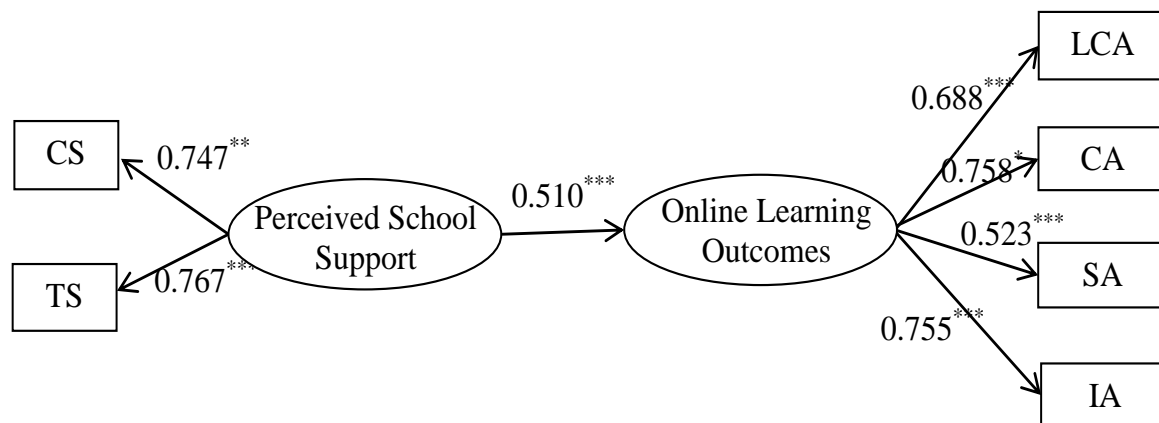 LCA
0.688***
CS
0.747**
CA
0.758*
0.510***
Perceived School
Support
Online Learning
Outcomes
0.523***
TS
0.767***
SA
0.755***
IA